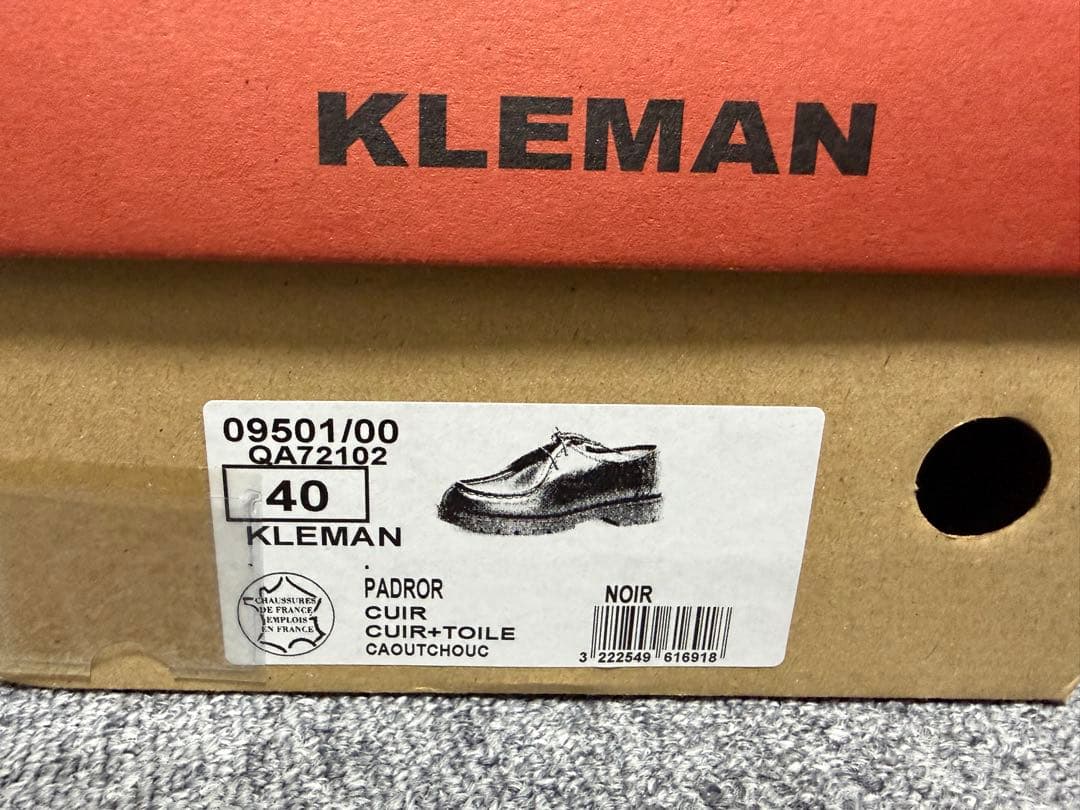 KLEMAN
09501/00
QA72102
40
KLEMAN
PADROR
CUIR
CUIR+TOILE
CAOUTCHOUC
CHAUSSURES
DE FRANCE
EMPLOIS
EN FRANCE
NOIR
3 222549 616918